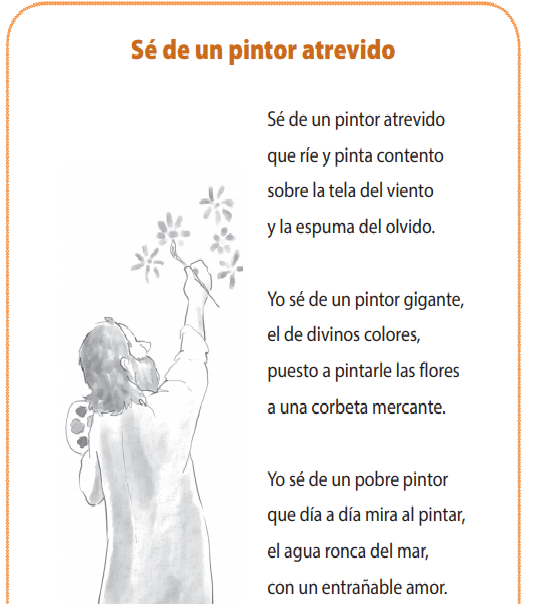 Sé de un pintor atrevido
Sé de un pintor atrevido
que ríe y pinta contento
sobre la tela del viento
y la espuma del olvido.
Yo sé de un pintor gigante,
el de divinos colores,
puesto a pintarle las flores
a una corbeta mercante.
Yo sé de un pobre pintor
que día a día mira al pintar,
el agua ronca del mar,
con un entrañable amor.